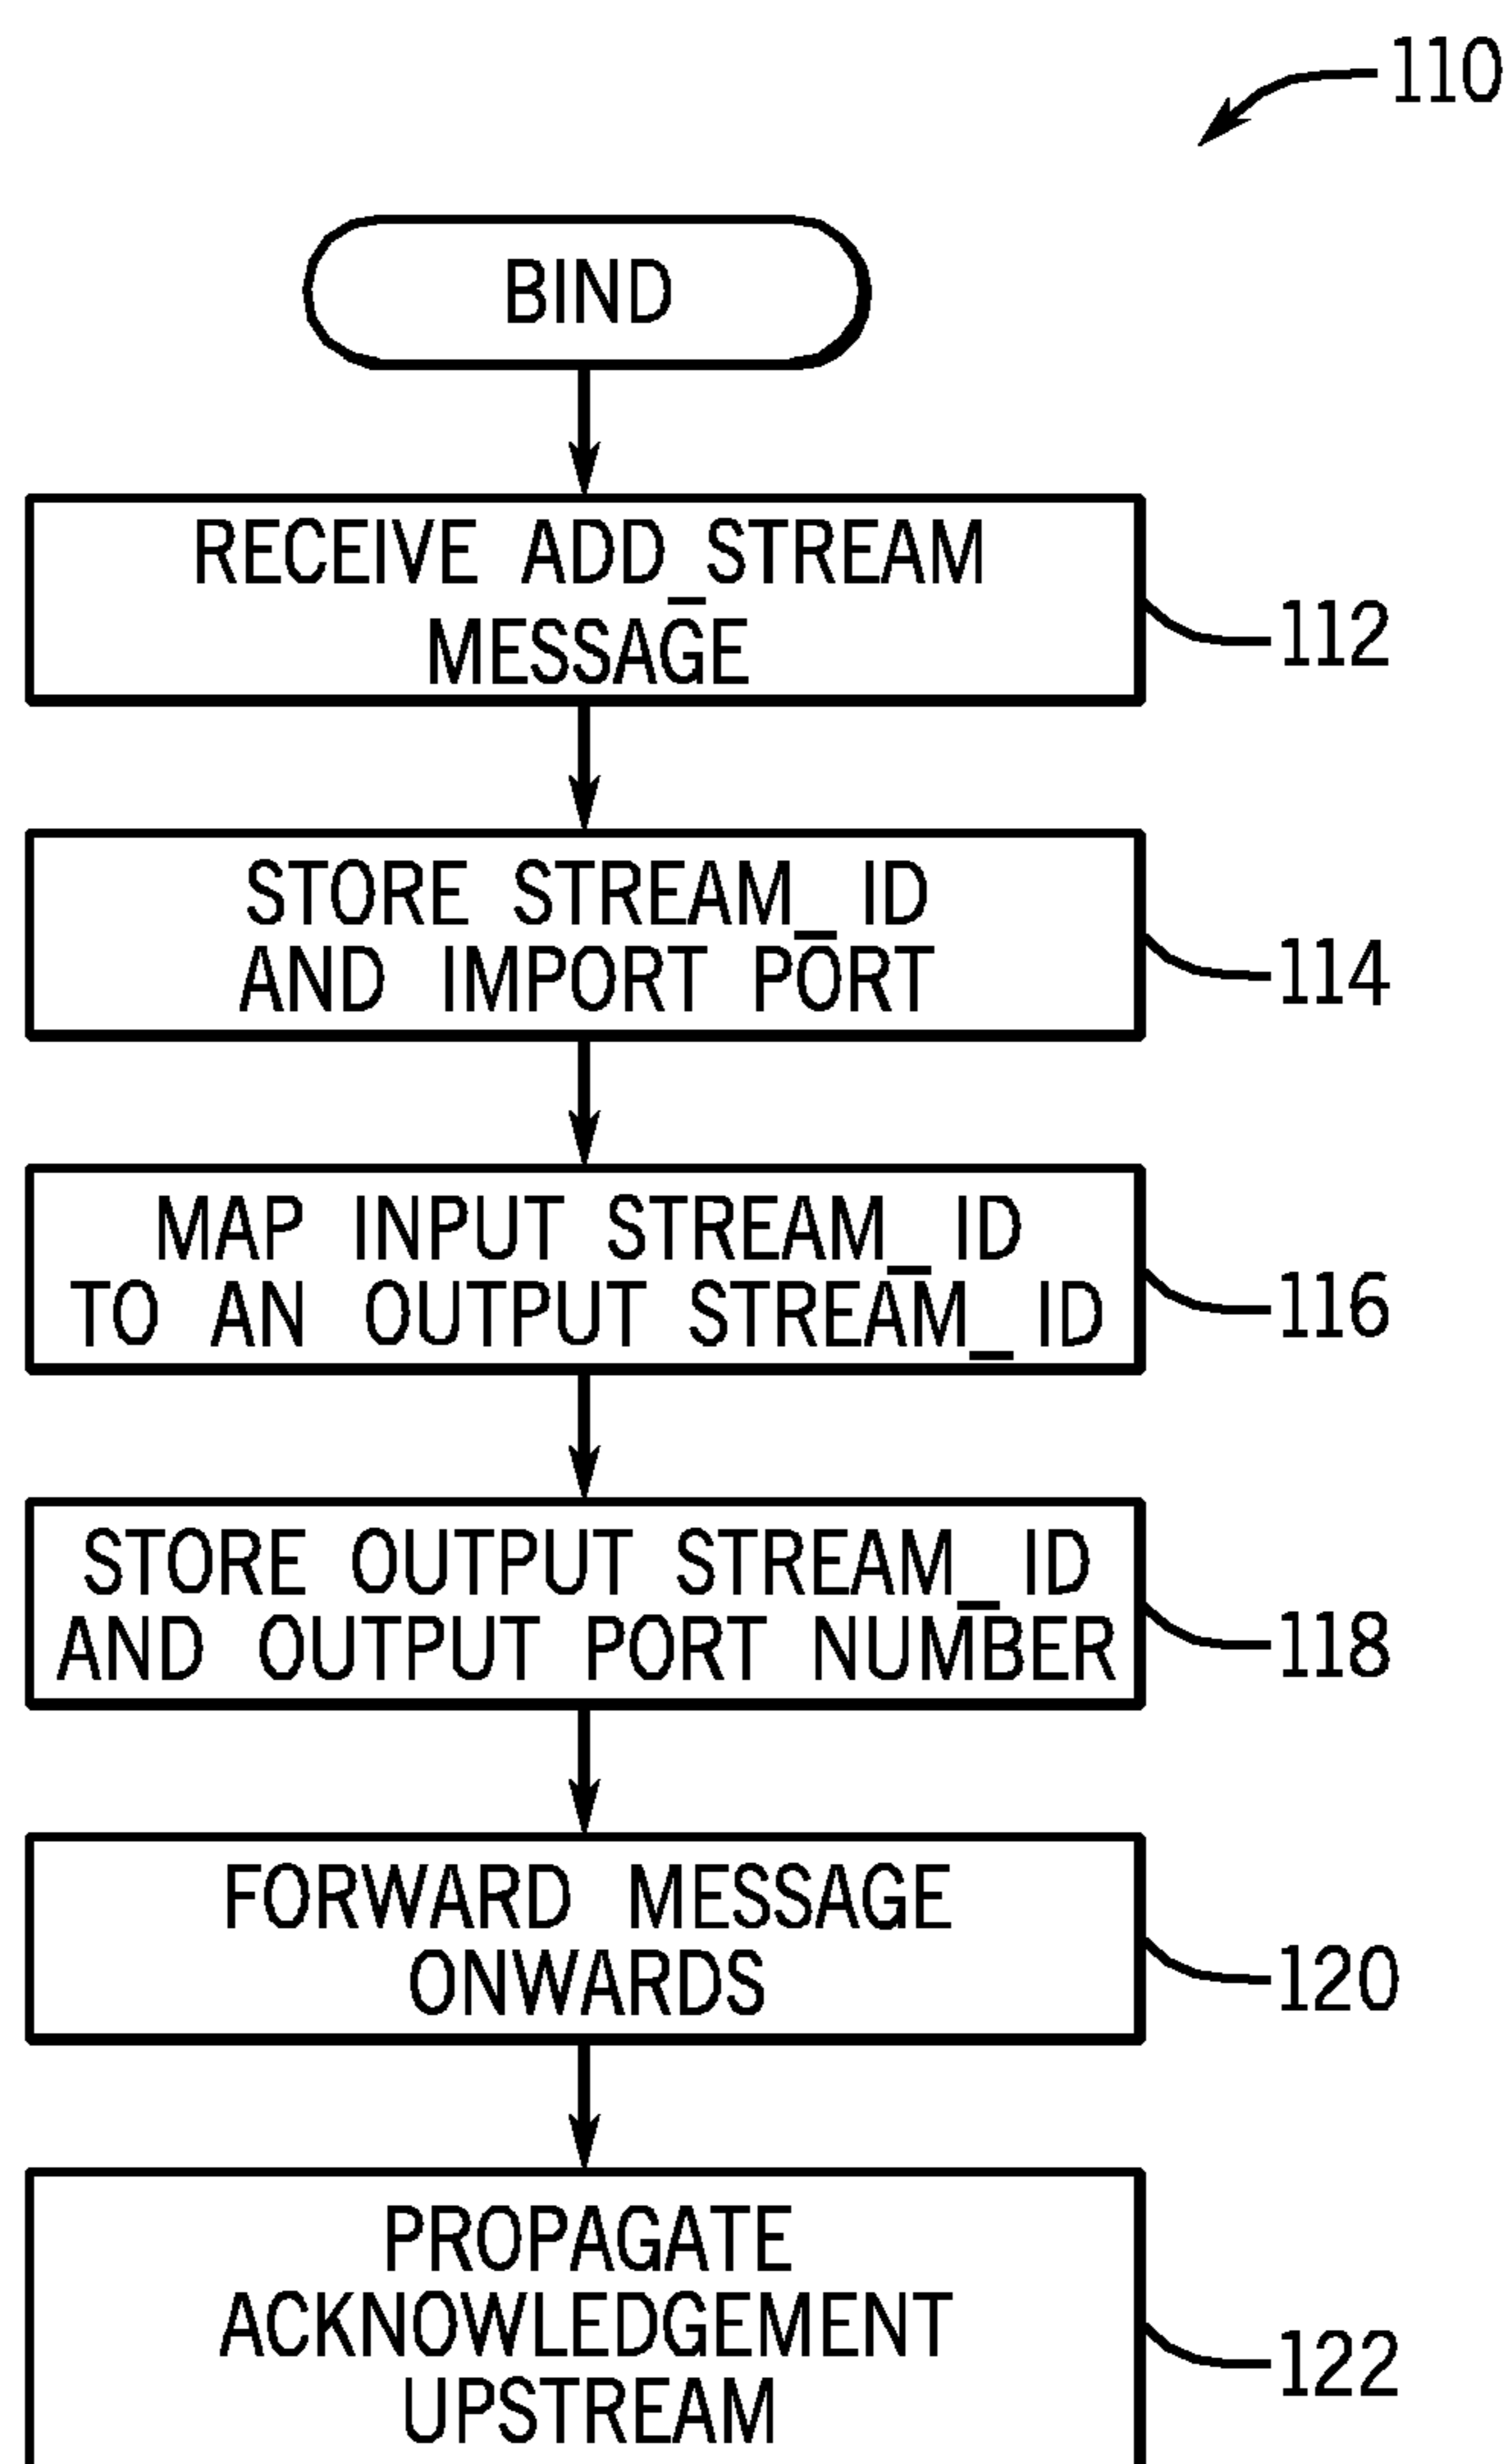 110
BIND
RECEIVE ADD_STREAM
MESSAGE
112
STORE STREAM_ID
AND IMPORT PORT
114
MAP INPUT STREAM_ID
TO AN OUTPUT STREAM_ID
116
STORE OUTPUT STREAM_ID
AND OUTPUT PORT NUMBER
118
FORWARD MESSAGE
ONWARDS
120
PROPAGATE
ACKNOWLEDGEMENT
UPSTREAM
122